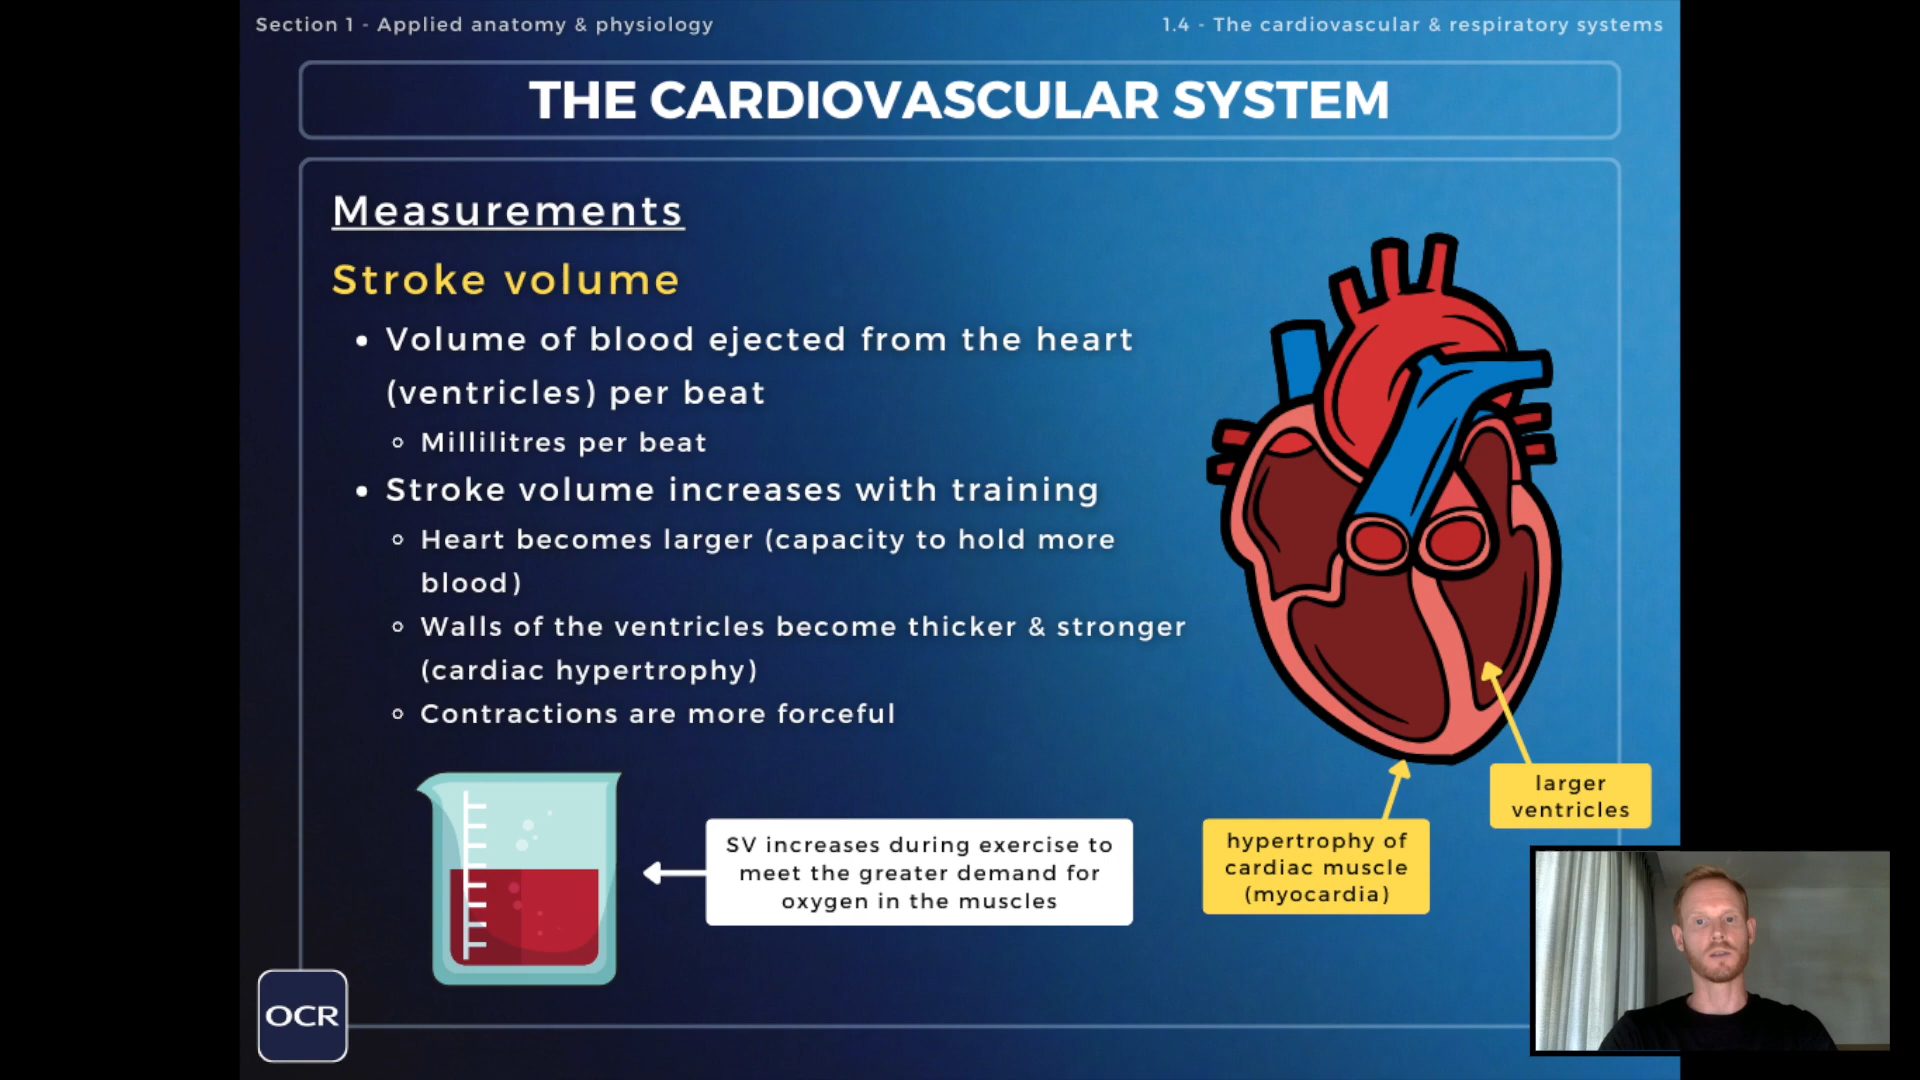 Section 1 - Applied anatomy & physiology
1.4 - The cardiovascular & respiratory systems
THE CARDIOVASCULAR SYSTEM
Measurements
Stroke volume
• Volume of blood ejected from the heart
(ventricles) per beat
◦ Millilitres per beat
• Stroke volume increases with training
◦ Heart becomes larger (capacity to hold more
blood)
◦ Walls of the ventricles become thicker & stronger
(cardiac hypertrophy)
◦ Contractions are more forceful
SV increases during exercise to
meet the greater demand for
oxygen in the muscles
hypertrophy of
cardiac muscle
(myocardia)
larger
ventricles
OCR